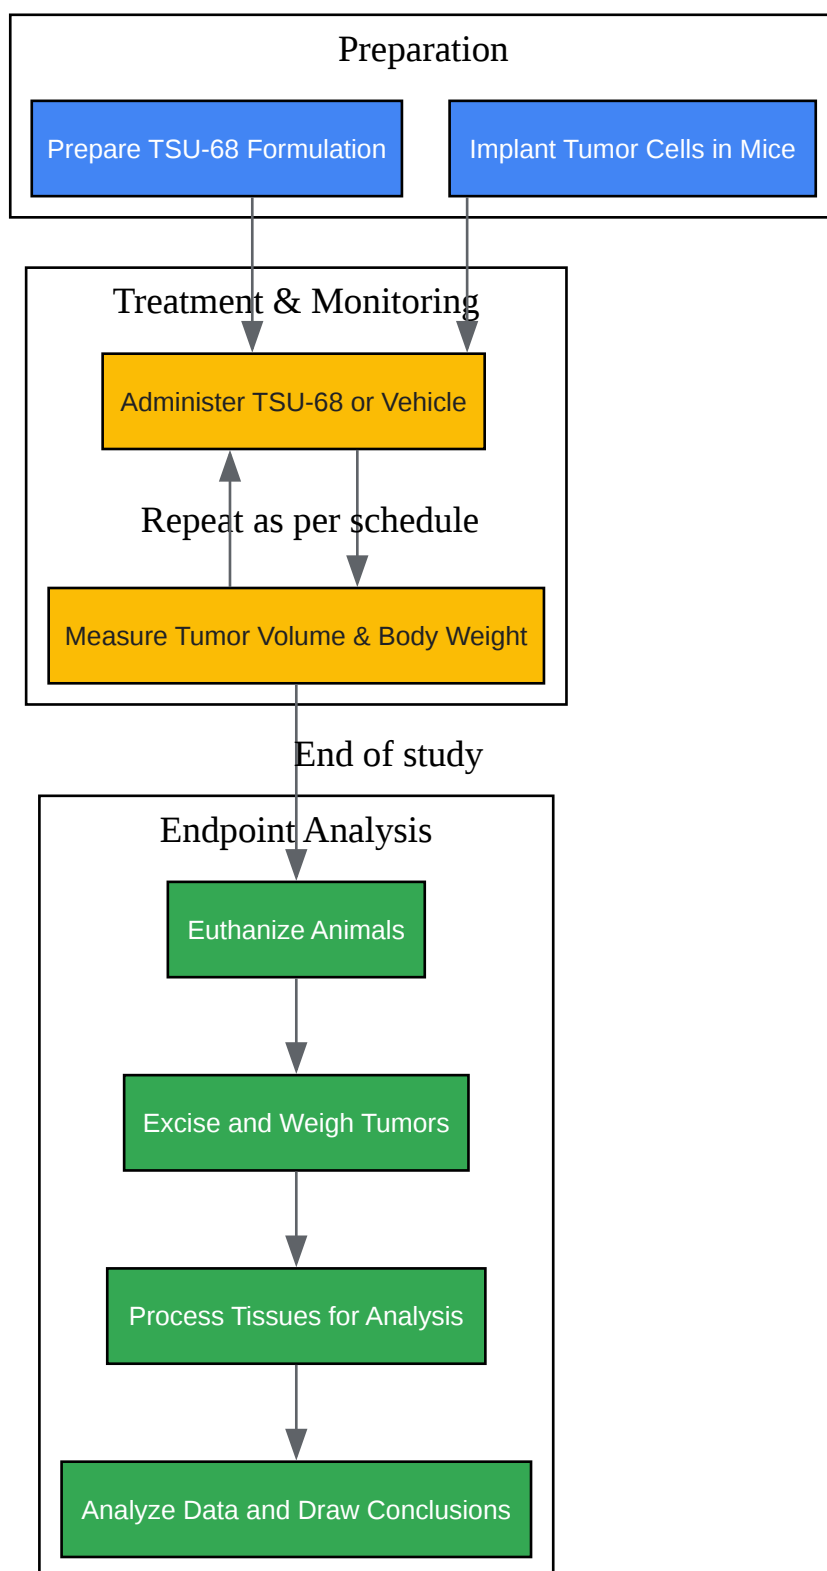 Preparation
Prepare TSU-68 Formulation
Implant Tumor Cells in Mice
Treatment & Monitoring
Administer TSU-68 or Vehicle
Repeat as per schedule
Measure Tumor Volume & Body Weight
End of study
Endpoint Analysis
Euthanize Animals
Excise and Weigh Tumors
Process Tissues for Analysis
Analyze Data and Draw Conclusions